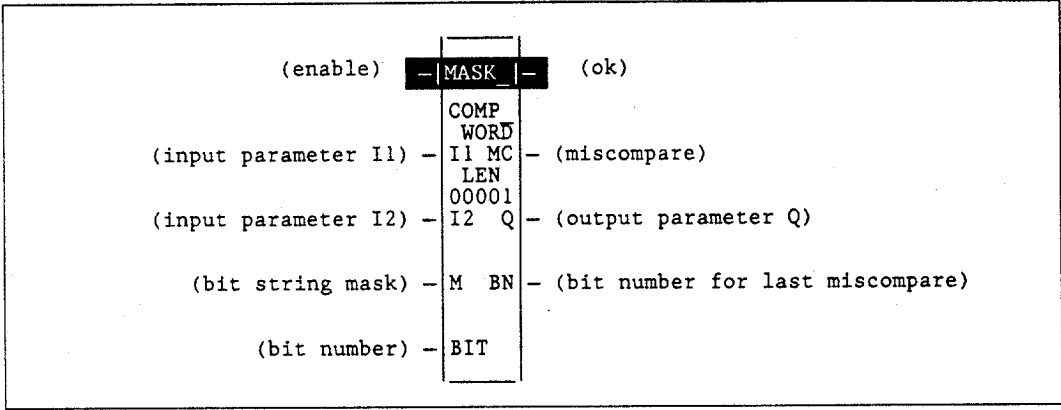 (enable) –|MASK_|– (ok)
COMP_
WORD
(input parameter I1) – I1 MC – (miscompare)
LEN
00001
(input parameter I2) – I2 Q – (output parameter Q)
(bit string mask) – M BN – (bit number for last miscompare)
(bit number) – BIT